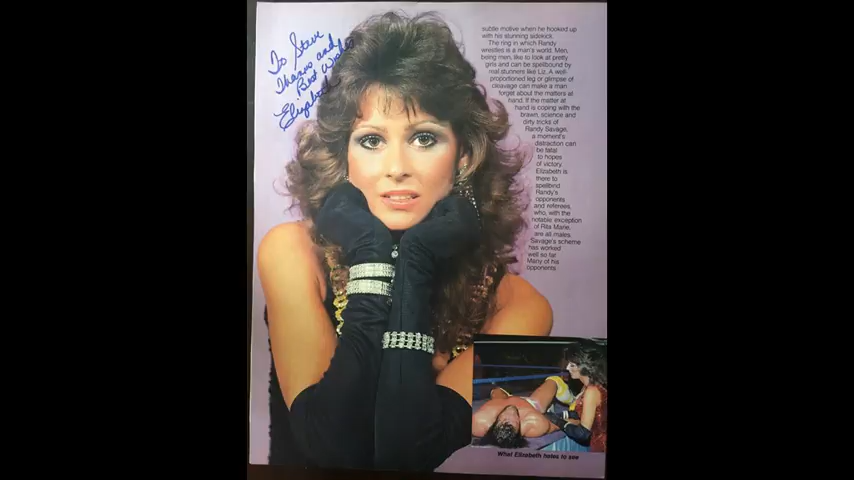 To Steve
Thanks and
Best Wishes
Elizabeth
subtle motive when he hooked up
with his stunning sidekick.
The ring in which Randy
wrestles is a man's world. Men,
being men, like to look at pretty
girls and can be spellbound by
real stunners like Liz. A well-
proportioned leg or glimpse of
cleavage can make a man
forget about the matters at
hand. If the matter at
hand is coping with the
brawn, science and
dirty tricks of
Randy Savage,
a moment's
distraction can
be fatal
to hopes
of victory.
Elizabeth is
there to
spellbind
Randy's
opponents
and referees,
who, with the
notable exception
of Rita Marie,
are all males.
Savage's scheme
has worked
well so far.
Many of his
opponents
What Elizabeth hates to see